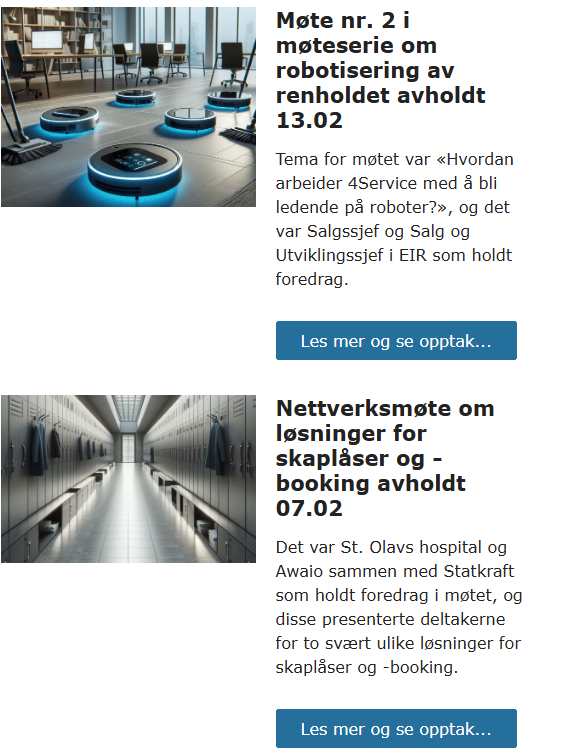 Møte nr. 2 i
møteserie om
robotisering av
renholdet avholdt
13.02
Tema for møtet var «Hvordan
arbeider 4Service med å bli
ledende på roboter?», og det
var Salgssjef og Salg og
Utviklingssjef i EIR som holdt
foredrag.
Les mer og se opptak...
Nettverksmøte om
løsninger for
skaplåser og -
booking avholdt
07.02
Det var St. Olavs hospital og
Awaio sammen med Statkraft
som holdt foredrag i møtet, og
disse presenterte deltakerne
for to svært ulike løsninger for
skaplåser og -booking.
Les mer og se opptak...